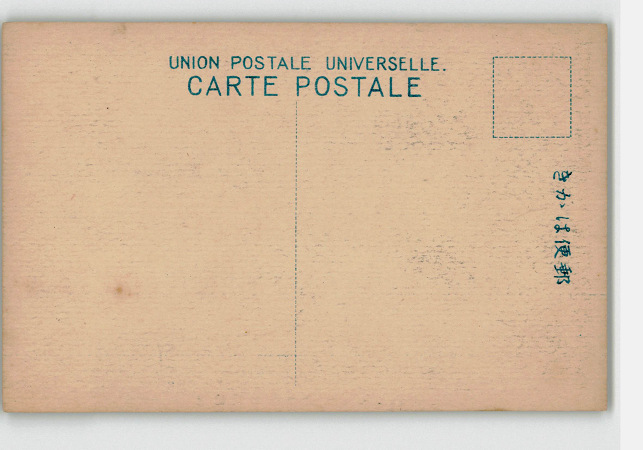 UNION POSTALE UNIVERSELLE.
CARTE POSTALE
きかは便郵